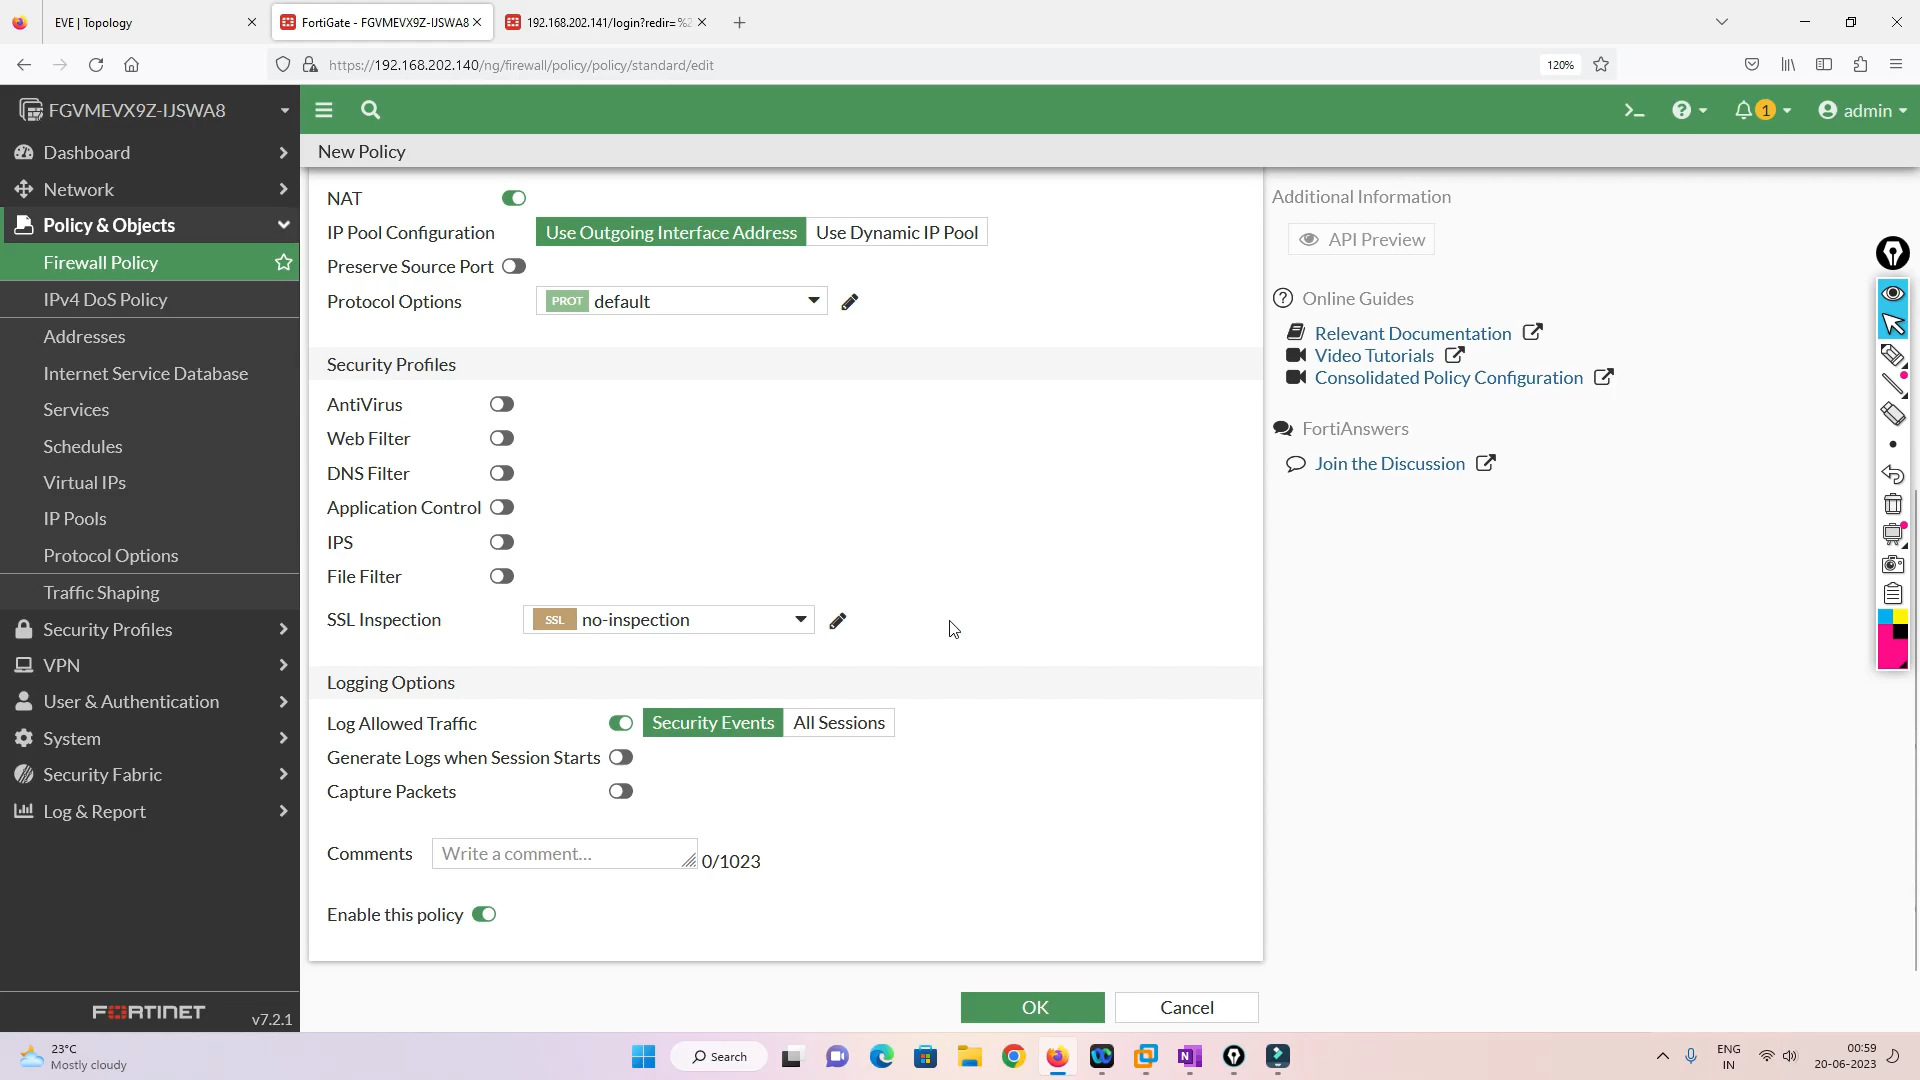 EVE | Topology
FortiGate - FGVMEVX9Z-IJSWA8
192.168.202.141/login?redir=%2
https://192.168.202.140/ng/firewall/policy/policy/standard/edit
120%
FGVMEVX9Z-IJSWA8
1
admin
Dashboard
Network
Policy & Objects
Firewall Policy
IPv4 DoS Policy
Addresses
Internet Service Database
Services
Schedules
Virtual IPs
IP Pools
Protocol Options
Traffic Shaping
Security Profiles
VPN
User & Authentication
System
Security Fabric
Log & Report
FORTINET
v7.2.1
New Policy
NAT
IP Pool Configuration Use Outgoing Interface Address Use Dynamic IP Pool
Preserve Source Port
Protocol Options PROT default
Security Profiles
AntiVirus
Web Filter
DNS Filter
Application Control
IPS
File Filter
SSL Inspection SSL no-inspection
Logging Options
Log Allowed Traffic Security Events All Sessions
Generate Logs when Session Starts
Capture Packets
Comments Write a comment... 0/1023
Enable this policy
OK Cancel
Additional Information
API Preview
Online Guides
Relevant Documentation
Video Tutorials
Consolidated Policy Configuration
FortiAnswers
Join the Discussion
23°C
Mostly cloudy
Search
ENG
IN
00:59
20-06-2023